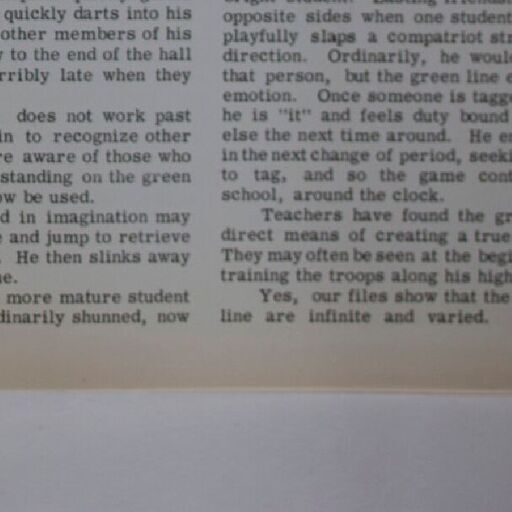 quickly darts into his
other members of his
to the end of the hall
rribly late when they
does not work past
in to recognize other
re aware of those who
standing on the green
ow be used.
d in imagination may
and jump to retrieve
He then slinks away
e.
more mature student
dinarily shunned, now
opposite sides when one student
playfully slaps a compatriot str
direction. Ordinarily, he woul
that person, but the green line e
emotion. Once someone is tagge
he is "it" and feels duty bound
else the next time around. He en
in the next change of period, seeki
to tag, and so the game cont
school, around the clock.
Teachers have found the gr
direct means of creating a true
They may often be seen at the begi
training the troops along his high
Yes, our files show that the
line are infinite and varied.